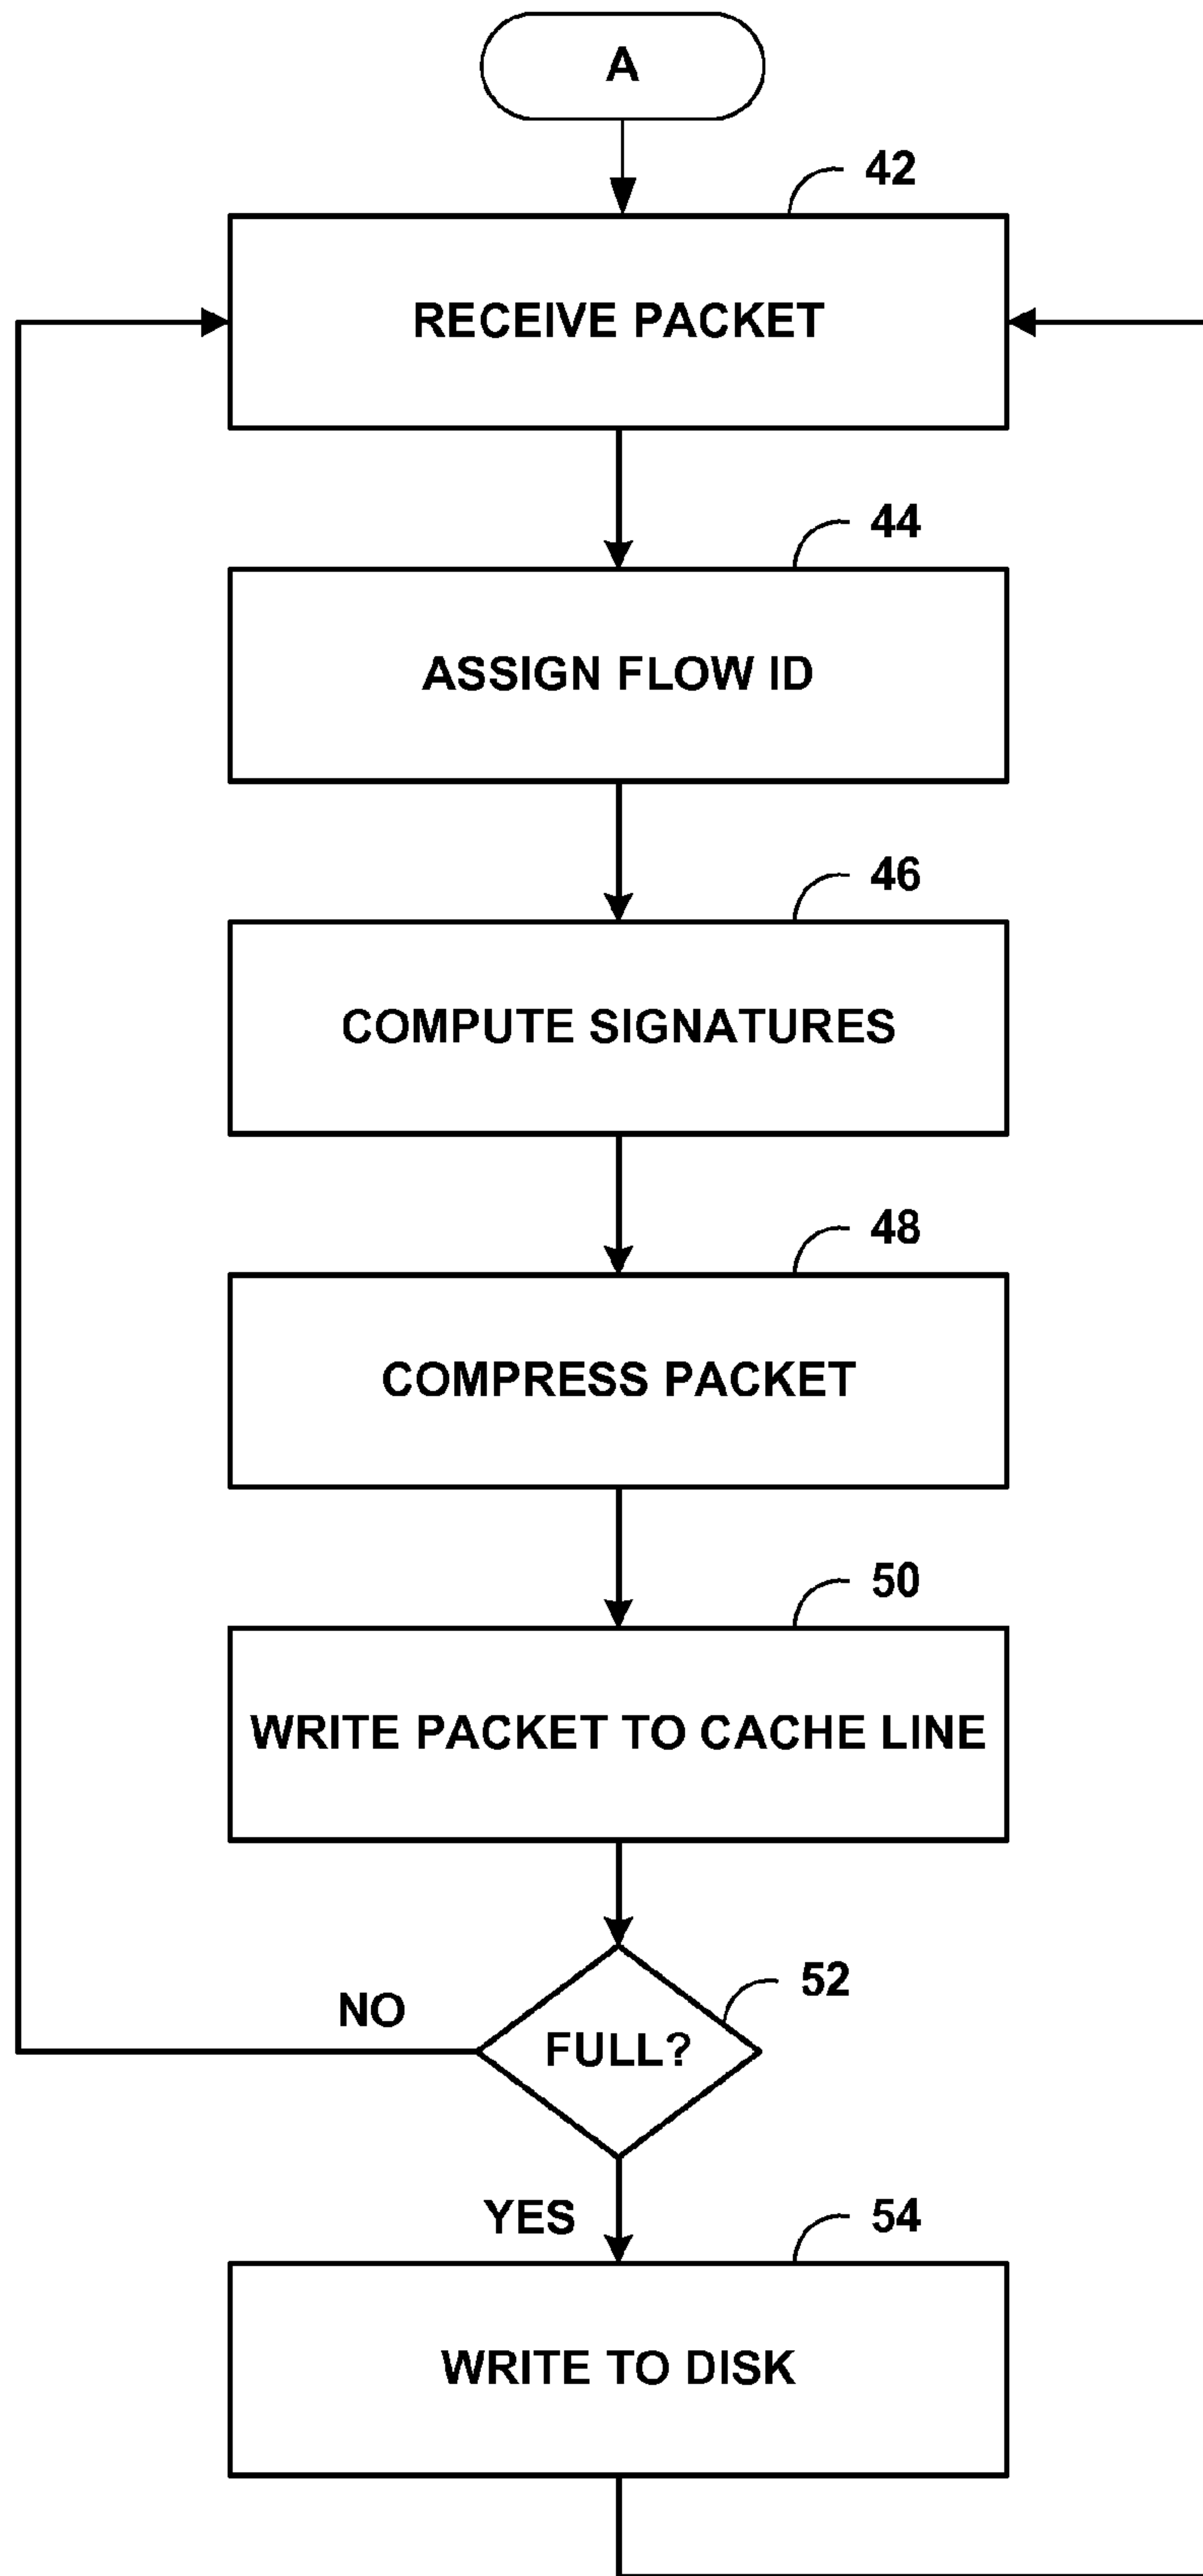 A
42
RECEIVE PACKET
44
ASSIGN FLOW ID
46
COMPUTE SIGNATURES
48
COMPRESS PACKET
50
WRITE PACKET TO CACHE LINE
52
NO
FULL?
YES
54
WRITE TO DISK